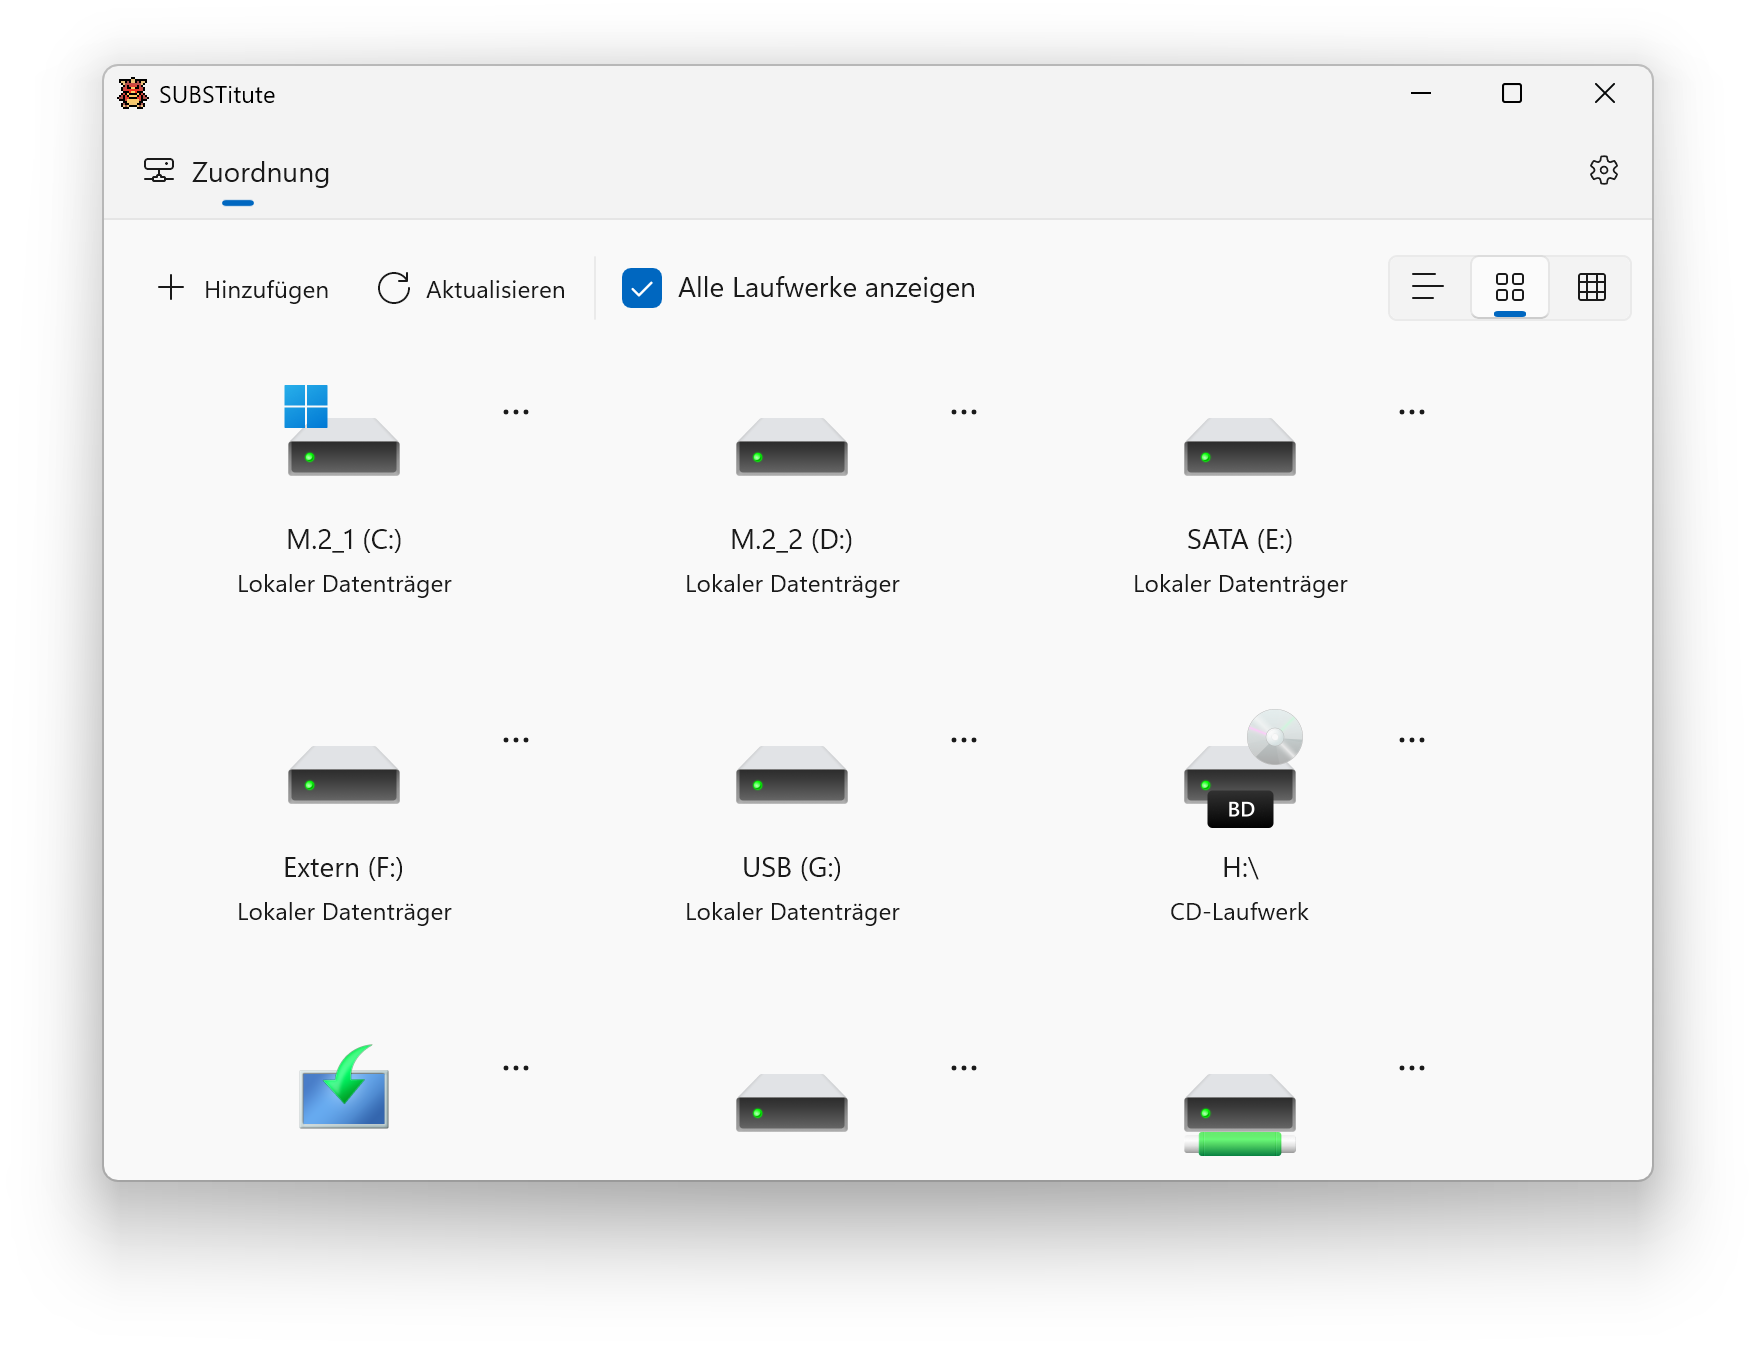 SUBSTitute
Zuordnung
Hinzufügen
Aktualisieren
Alle Laufwerke anzeigen
M.2_1 (C:)
Lokaler Datenträger
M.2_2 (D:)
Lokaler Datenträger
SATA (E:)
Lokaler Datenträger
Extern (F:)
Lokaler Datenträger
USB (G:)
Lokaler Datenträger
BD
H:\
CD-Laufwerk